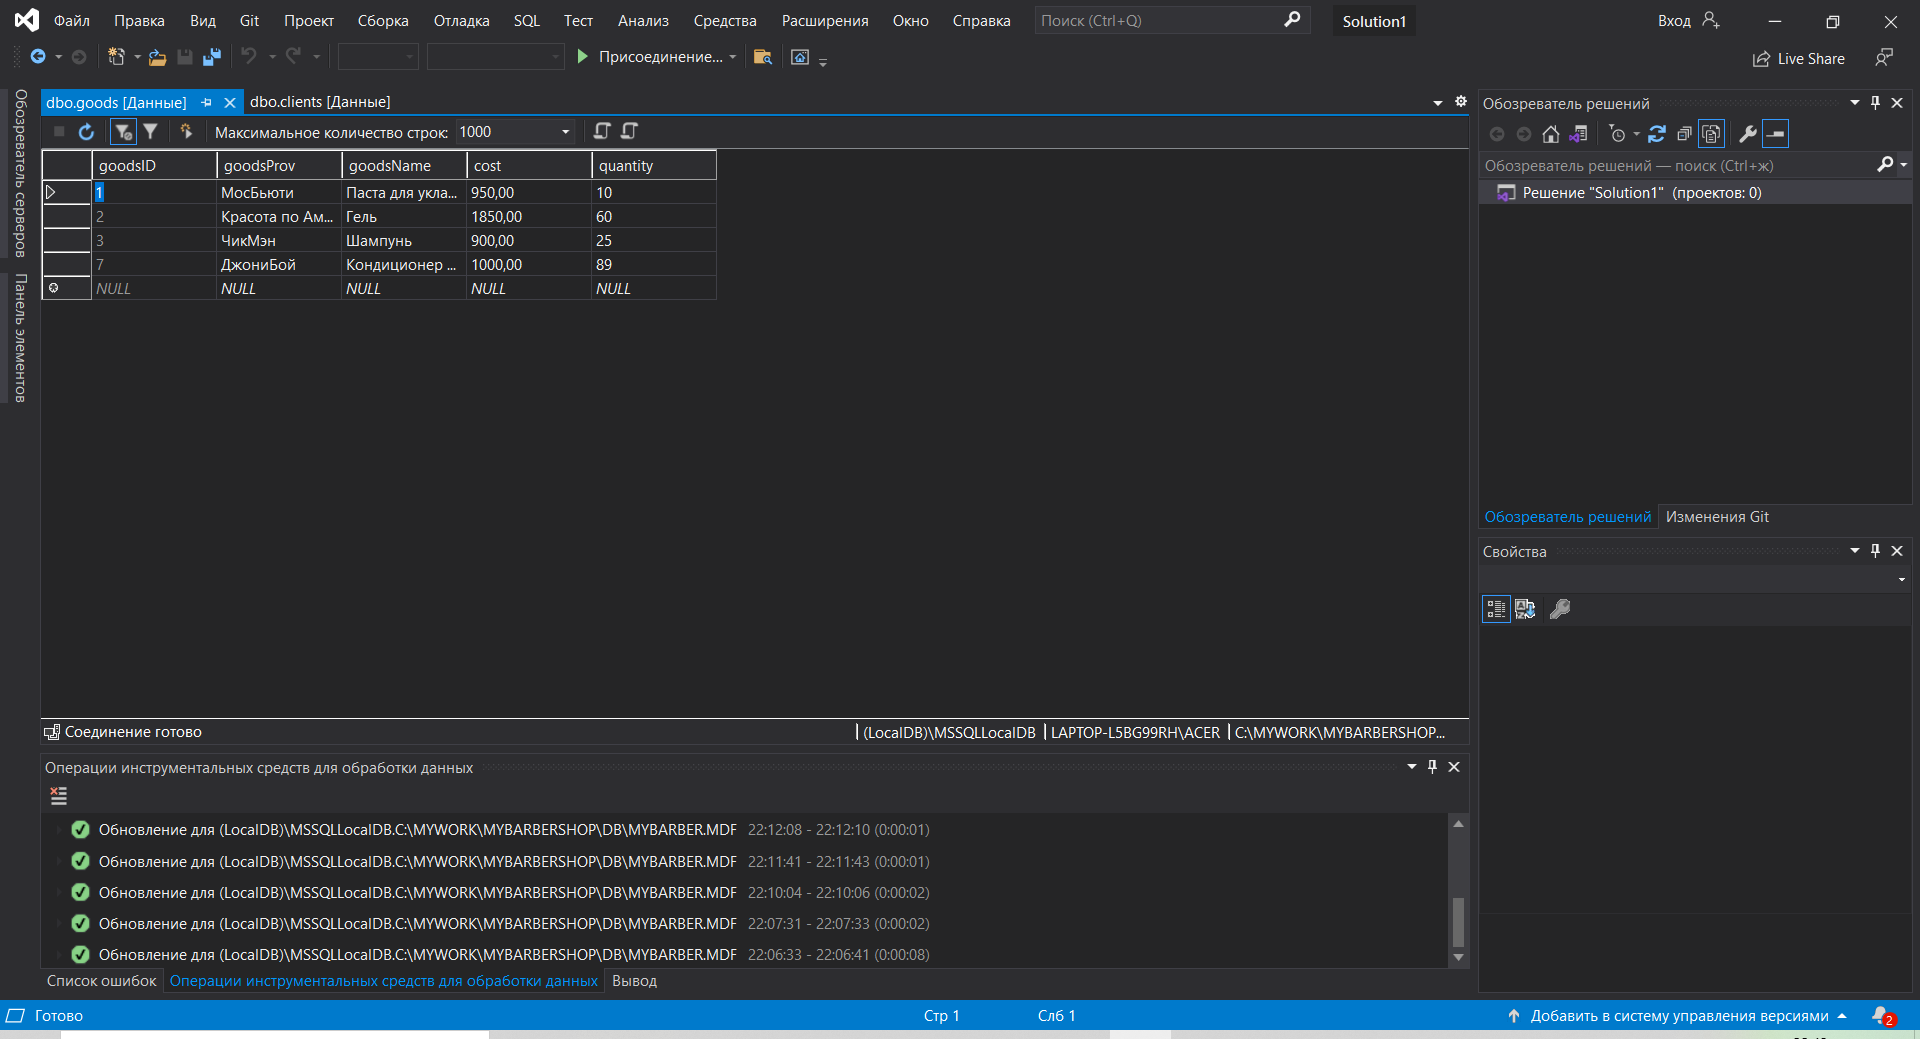 Файл Правка Вид Git Проект Сборка Отладка SQL Тест Анализ Средства Расширения Окно Справка Поиск (Ctrl+Q) Solution1 Вход
Присоединение... Live Share
Обозреватель серверов
Панель элементов
dbo.goods [Данные] dbo.clients [Данные]
Максимальное количество строк: 1000
goodsID goodsProv goodsName cost quantity
1 МосБьюти Паста для укла... 950,00 10
2 Красота по Ам... Гель 1850,00 60
3 ЧикМэн Шампунь 900,00 25
7 ДжониБой Кондиционер ... 1000,00 89
NULL NULL NULL NULL NULL
Соединение готово (LocalDB)\MSSQLLocalDB LAPTOP-L5BG99RH\ACER C:\MYWORK\MYBARBERSHOP...
Операции инструментальных средств для обработки данных
Обновление для (LocalDB)\MSSQLLocalDB.C:\MYWORK\MYBARBERSHOP\DB\MYBARBER.MDF 22:12:08 - 22:12:10 (0:00:01)
Обновление для (LocalDB)\MSSQLLocalDB.C:\MYWORK\MYBARBERSHOP\DB\MYBARBER.MDF 22:11:41 - 22:11:43 (0:00:01)
Обновление для (LocalDB)\MSSQLLocalDB.C:\MYWORK\MYBARBERSHOP\DB\MYBARBER.MDF 22:10:04 - 22:10:06 (0:00:02)
Обновление для (LocalDB)\MSSQLLocalDB.C:\MYWORK\MYBARBERSHOP\DB\MYBARBER.MDF 22:07:31 - 22:07:33 (0:00:02)
Обновление для (LocalDB)\MSSQLLocalDB.C:\MYWORK\MYBARBERSHOP\DB\MYBARBER.MDF 22:06:33 - 22:06:41 (0:00:08)
Список ошибок Операции инструментальных средств для обработки данных Вывод
Обозреватель решений
Обозреватель решений — поиск (Ctrl+ж)
Решение "Solution1" (проектов: 0)
Обозреватель решений Изменения Git
Свойства
Готово Стр 1 Слб 1 Добавить в систему управления версиями 2